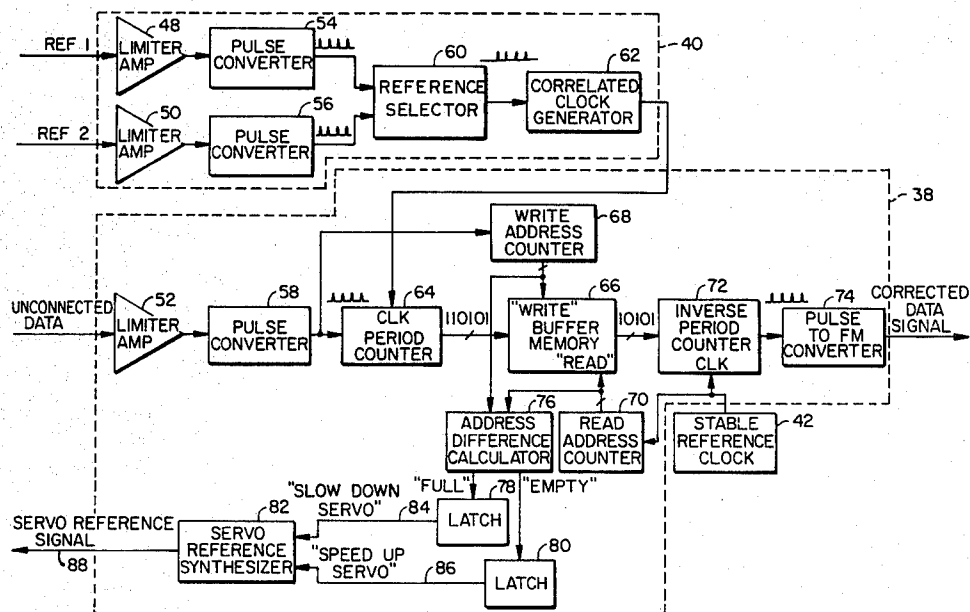 REF 1
48
LIMITER
AMP
54
PULSE
CONVERTER
60
REFERENCE
SELECTOR
62
CORRELATED
CLOCK
GENERATOR
40
REF 2
50
LIMITER
AMP
56
PULSE
CONVERTER
38
WRITE
ADDRESS
COUNTER
68
UNCONNECTED
DATA
52
LIMITER
AMP
58
PULSE
CONVERTER
64
CLK
PERIOD
COUNTER
110101
66
"WRITE"
BUFFER
MEMORY
"READ"
10101
72
INVERSE
PERIOD
COUNTER
CLK
74
PULSE
TO FM
CONVERTER
CORRECTED
DATA
SIGNAL
76
ADDRESS
DIFFERENCE
CALCULATOR
70
READ
ADDRESS
COUNTER
42
STABLE
REFERENCE
CLOCK
"FULL"
78
"EMPTY"
LATCH
"SLOW DOWN
SERVO"
84
82
SERVO
REFERENCE
SYNTHESIZER
SERVO REFERENCE
SIGNAL
88
"SPEED UP
SERVO"
86
80
LATCH